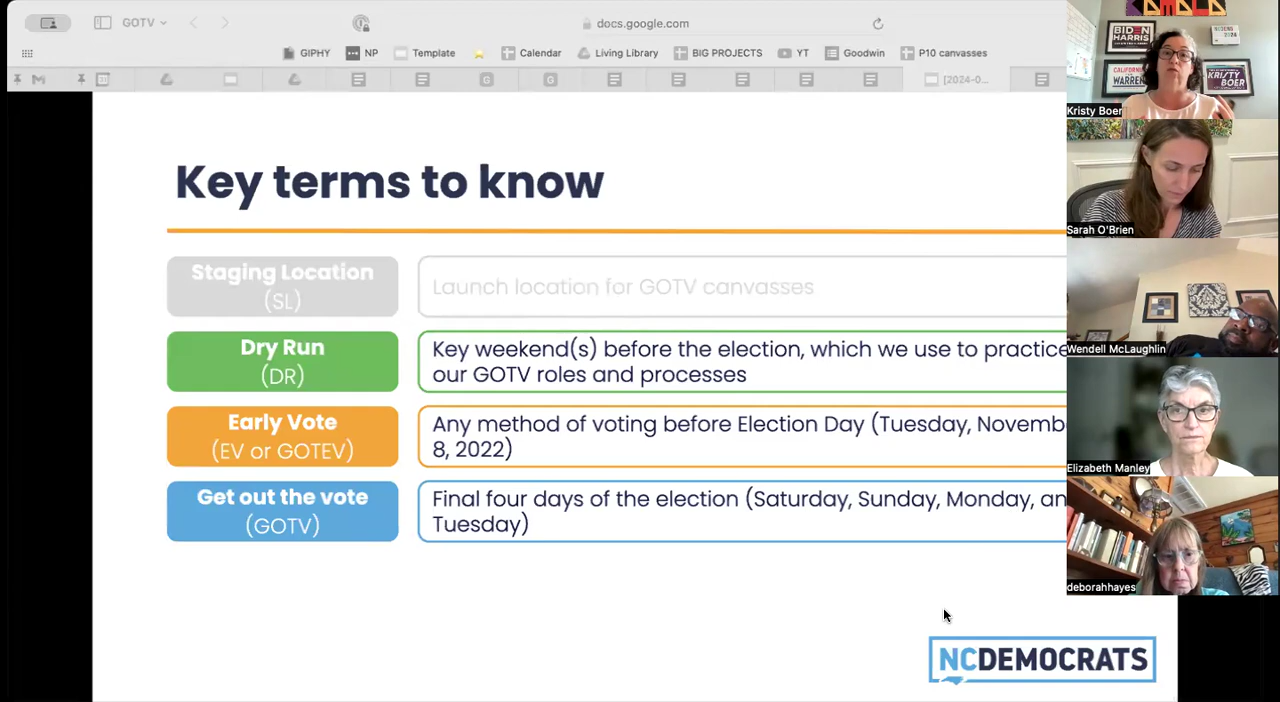 GOTV
docs.google.com
GIPHY
NP
Template
Calendar
Living Library
BIG PROJECTS
YT
Goodwin
P10 canvasses
[2024-0...
Key terms to know
Staging Location
(SL)
Launch location for GOTV canvasses
Dry Run
(DR)
Key weekend(s) before the election, which we use to practice
our GOTV roles and processes
Early Vote
(EV or GOTEV)
Any method of voting before Election Day (Tuesday, Novemb
8, 2022)
Get out the vote
(GOTV)
Final four days of the election (Saturday, Sunday, Monday, an
Tuesday)
NCDEMOCRATS
KAMALA
BIDEN
HARRIS
CALIFORNIA
WARREN
KRISTY
BOER
Kristy Boer
Sarah O'Brien
Wendell McLaughlin
Elizabeth Manley
deborahhayes